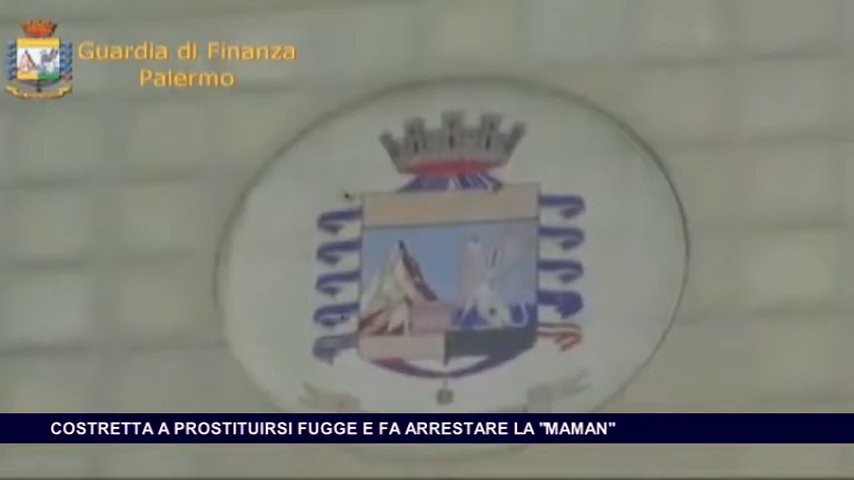 Guardia di Finanza
Palermo
COSTRETTA A PROSTITUIRSI FUGGE E FA ARRESTARE LA "MAMAN"